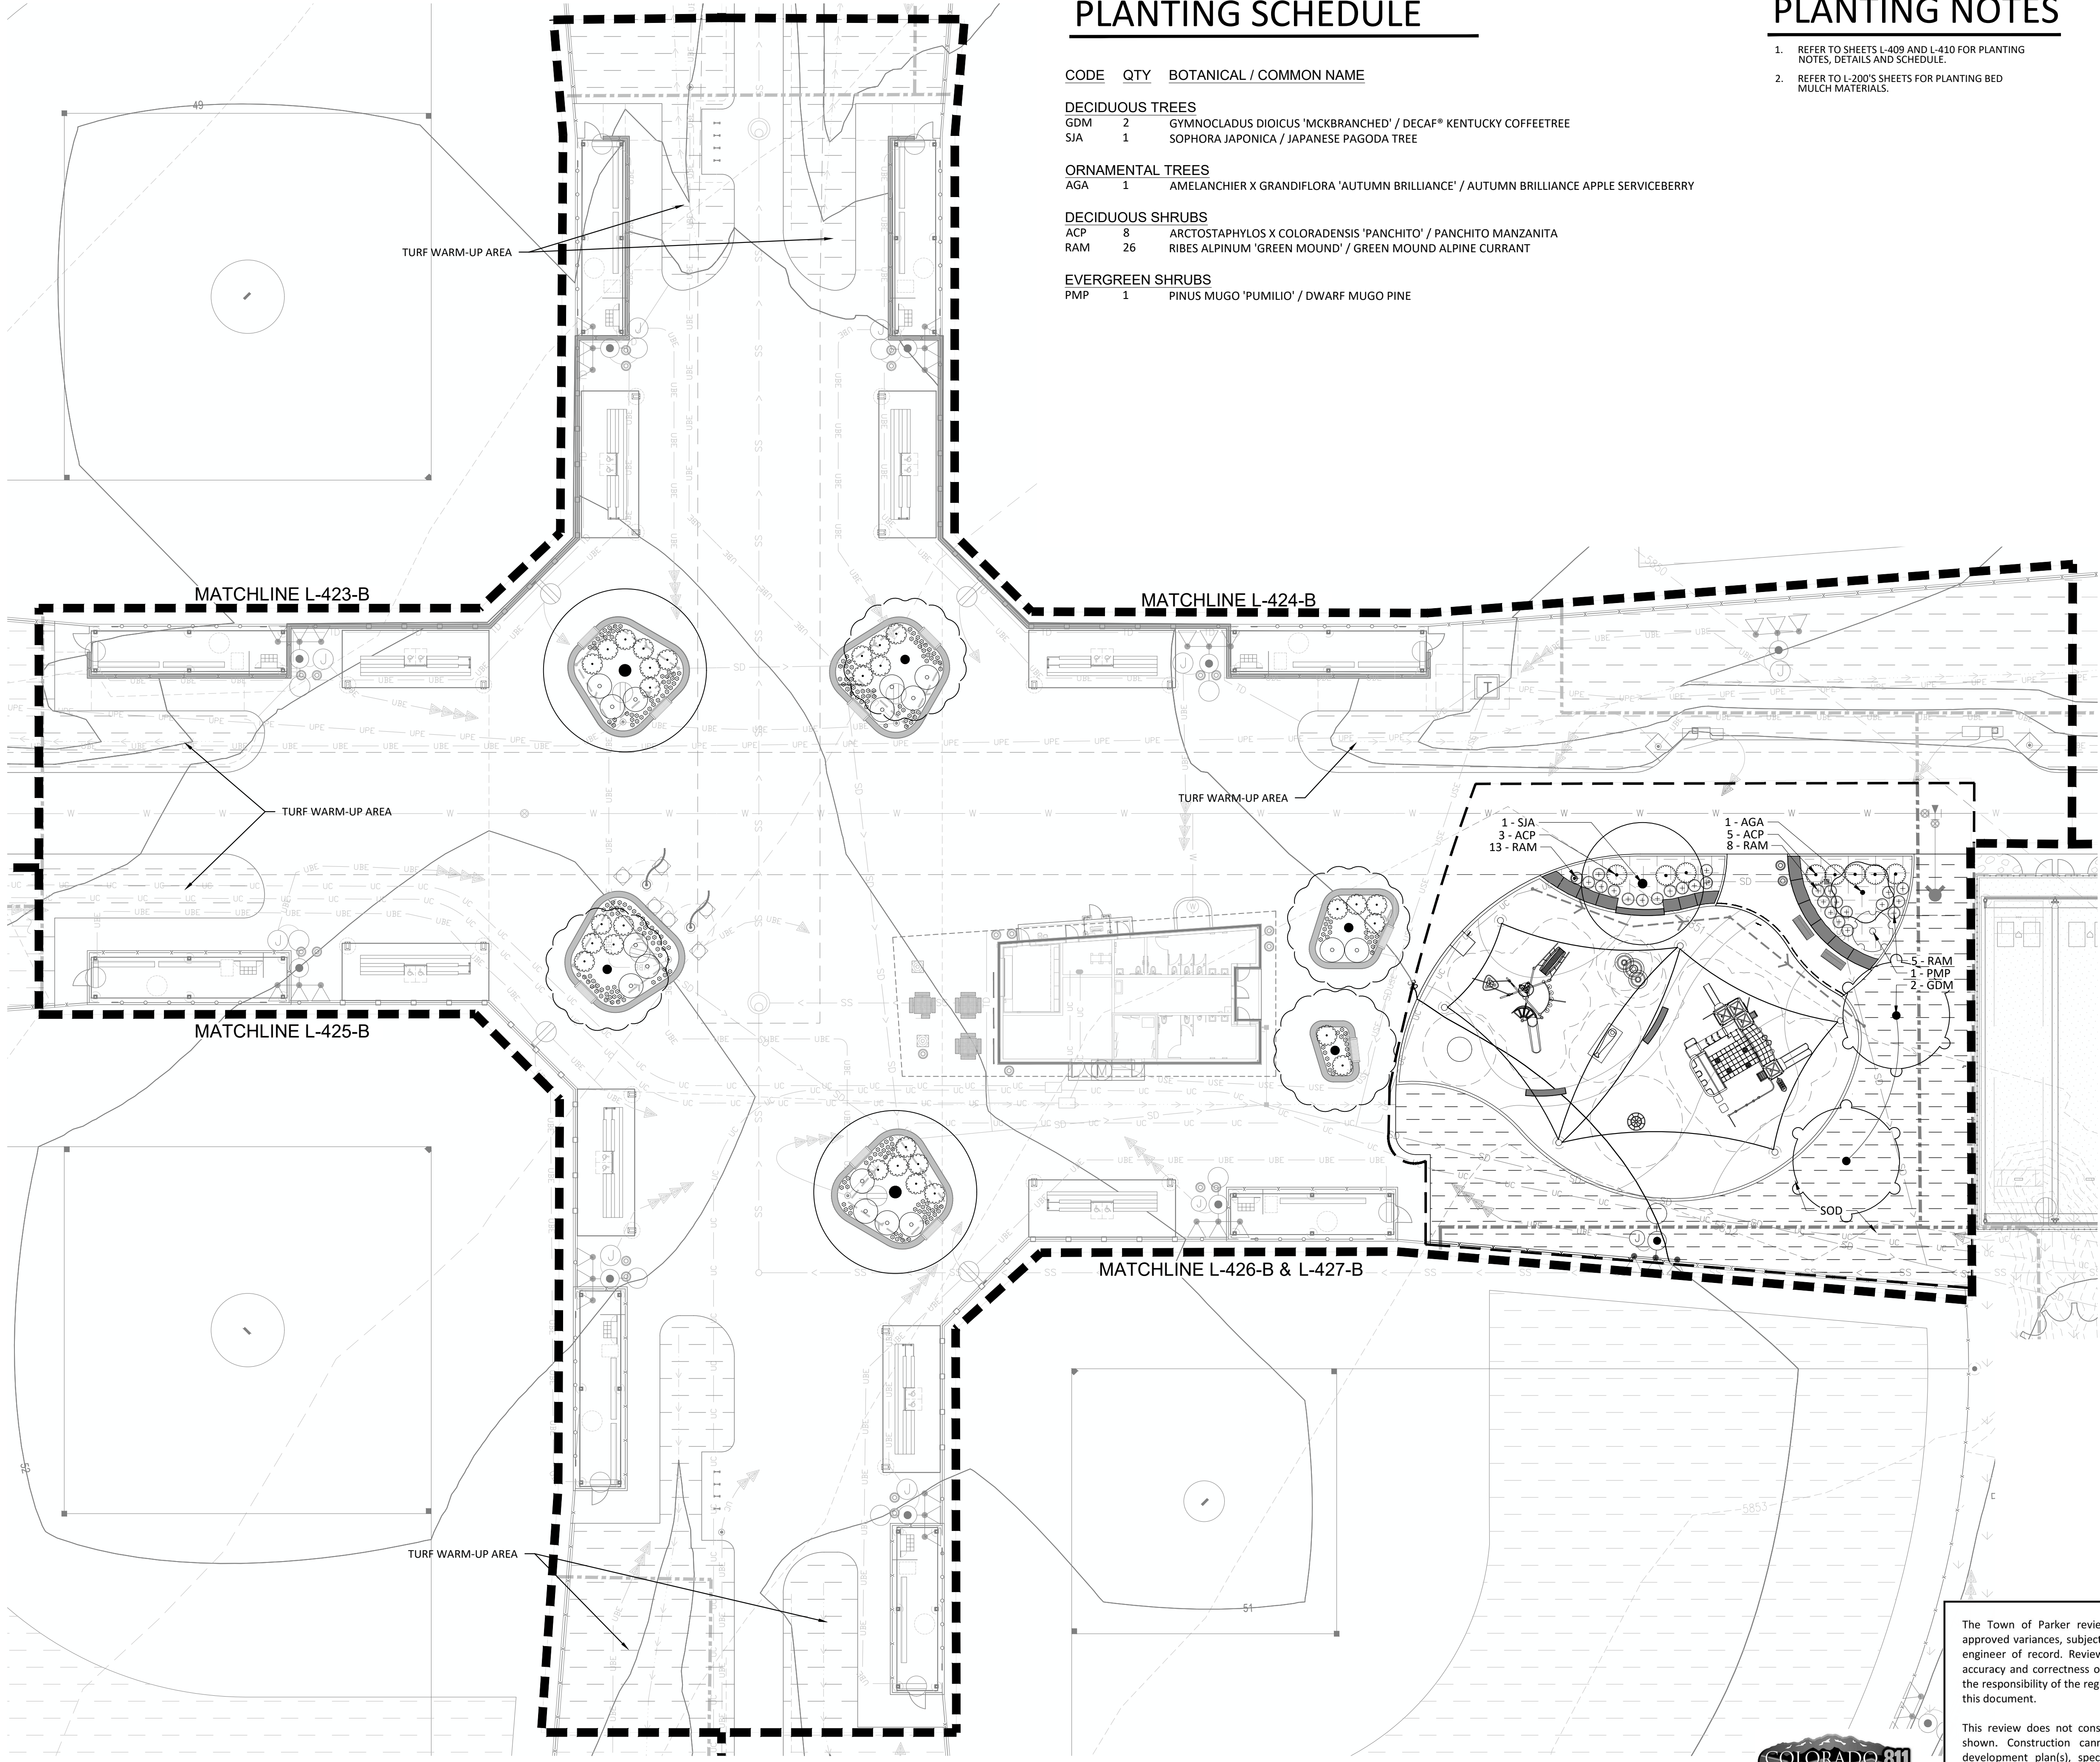 PLANTING SCHEDULE
CODE QTY BOTANICAL / COMMON NAME
DECIDUOUS TREES
GDM 2 GYMNOCLADUS DIOICUS 'MCKBRANCHED' / DECAF® KENTUCKY COFFEETREE
SJA 1 SOPHORA JAPONICA / JAPANESE PAGODA TREE
ORNAMENTAL TREES
AGA 1 AMELANCHIER X GRANDIFLORA 'AUTUMN BRILLIANCE' / AUTUMN BRILLIANCE APPLE SERVICEBERRY
DECIDUOUS SHRUBS
ACP 8 ARCTOSTAPHYLOS X COLORADENSIS 'PANCHITO' / PANCHITO MANZANITA
RAM 26 RIBES ALPINUM 'GREEN MOUND' / GREEN MOUND ALPINE CURRANT
EVERGREEN SHRUBS
PMP 1 PINUS MUGO 'PUMILIO' / DWARF MUGO PINE
PLANTING NOTES
1. REFER TO SHEETS L-409 AND L-410 FOR PLANTING
NOTES, DETAILS AND SCHEDULE.
2. REFER TO L-200'S SHEETS FOR PLANTING BED
MULCH MATERIALS.
49
TURF WARM-UP AREA
MATCHLINE L-423-B
MATCHLINE L-424-B
5850
TURF WARM-UP AREA
TURF WARM-UP AREA
1 - SJA
3 - ACP
13 - RAM
1 - AGA
5 - ACP
8 - RAM
5 - RAM
1 - PMP
2 - GDM
SOD
MATCHLINE L-425-B
MATCHLINE L-426-B & L-427-B
52
TURF WARM-UP AREA
51
5853
The Town of Parker
approved variances,
engineer of record.
accuracy and correctness
the responsibility of the
this document.
This review does not
shown. Construction
development plan(s),
COLORADO 811